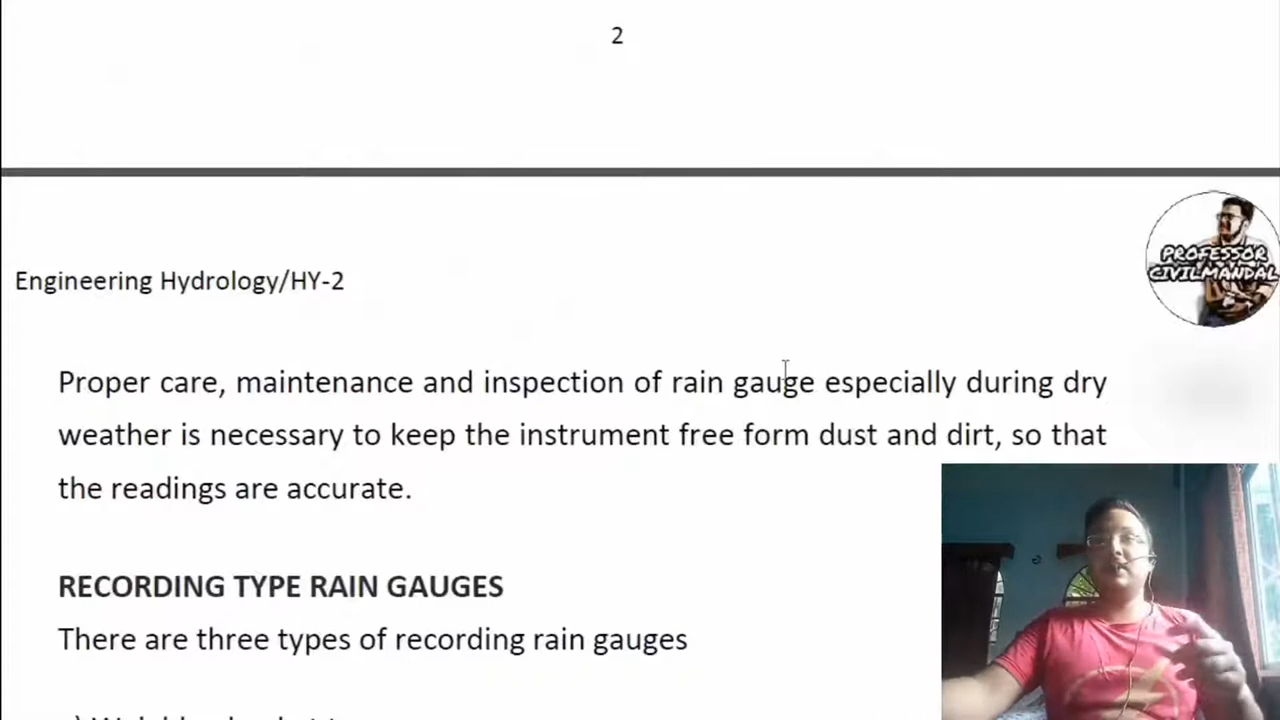 2
PROFESSOR
CIVILMANDAL
Engineering Hydrology/HY-2
Proper care, maintenance and inspection of rain gauge especially during dry
weather is necessary to keep the instrument free form dust and dirt, so that
the readings are accurate.
RECORDING TYPE RAIN GAUGES
There are three types of recording rain gauges